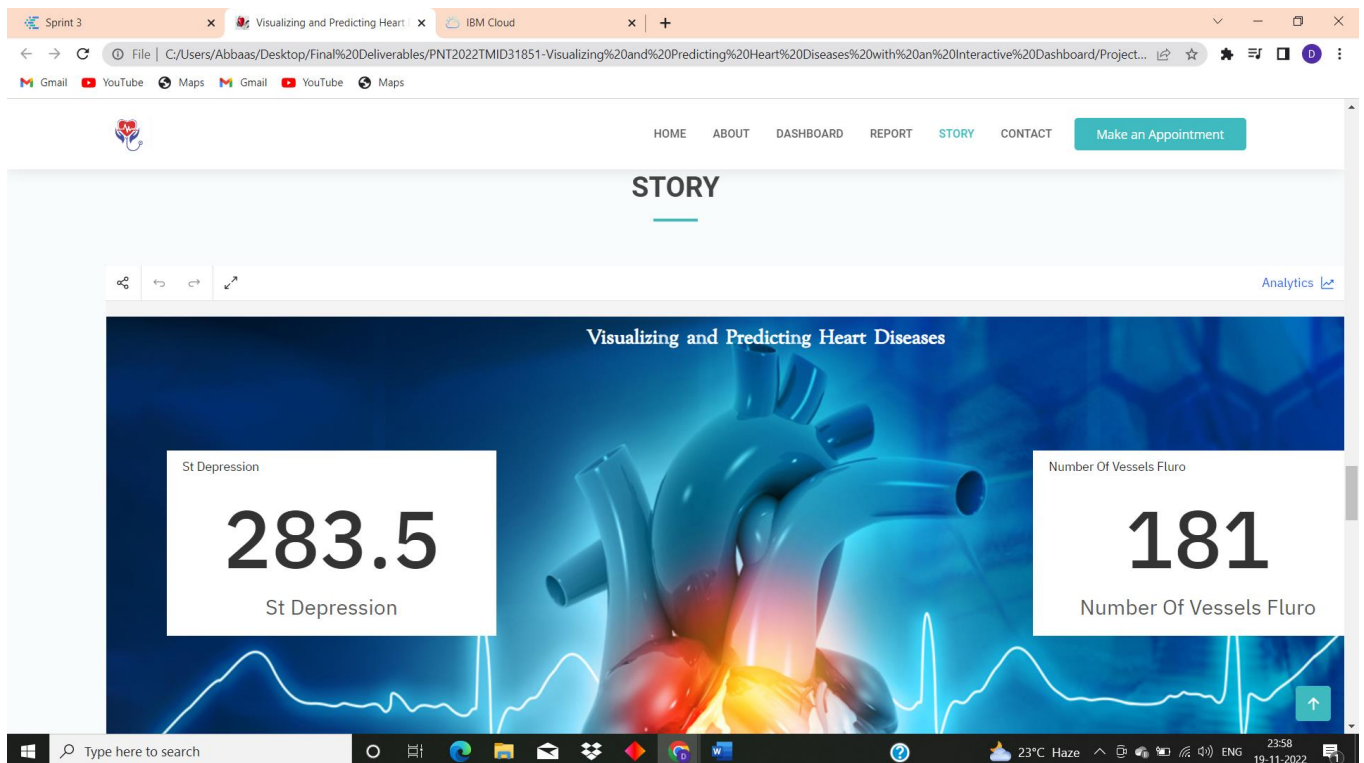 Sprint 3
Visualizing and Predicting Heart
IBM Cloud
File | C:/Users/Abbaas/Desktop/Final%20Deliverables/PNT2022TMID31851-Visualizing%20and%20Predicting%20Heart%20Diseases%20with%20an%20Interactive%20Dashboard/Project...
D
Gmail YouTube Maps Gmail YouTube Maps
HOME ABOUT DASHBOARD REPORT STORY CONTACT Make an Appointment
STORY
Analytics
Visualizing and Predicting Heart Diseases
St Depression
283.5
St Depression
Number Of Vessels Fluro
181
Number Of Vessels Fluro
Type here to search
23°C Haze ENG
23:58
19-11-2022
1